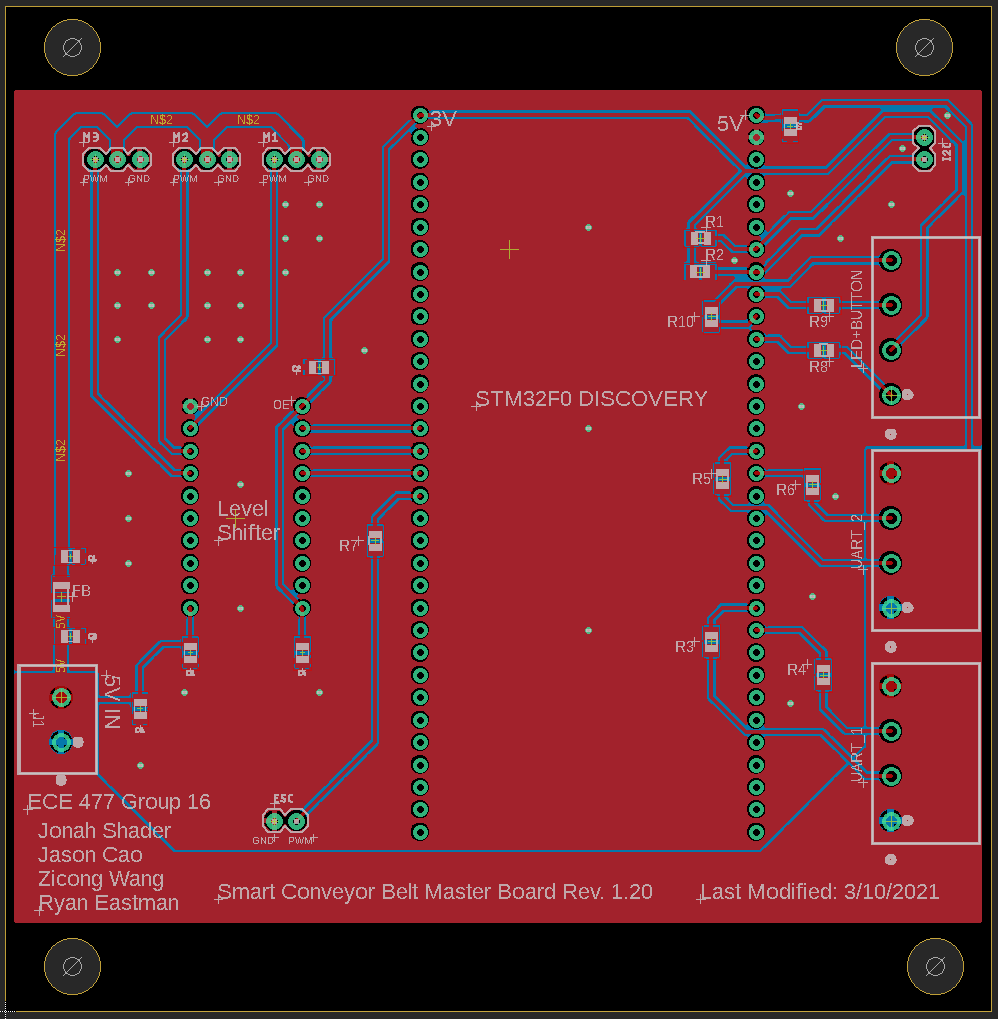 N$2
N$2
M3
M2
M1
PWM
GND
PWM
GND
PWM
GND
3V
5V
I2C
N$2
R1
R2
R10
R9
R8
LED+BUTTON
N$2
GND
OE
STM32F0 DISCOVERY
N$2
Level
Shifter
R5
R6
R7
UART_2
FB
5V
5V
R3
R4
J1
5V IN
UART_1
ECE 477 Group 16
ESC
GND
PWM
Jonah Shader
Jason Cao
Zicong Wang
Ryan Eastman
Smart Conveyor Belt Master Board Rev. 1.20
Last Modified: 3/10/2021